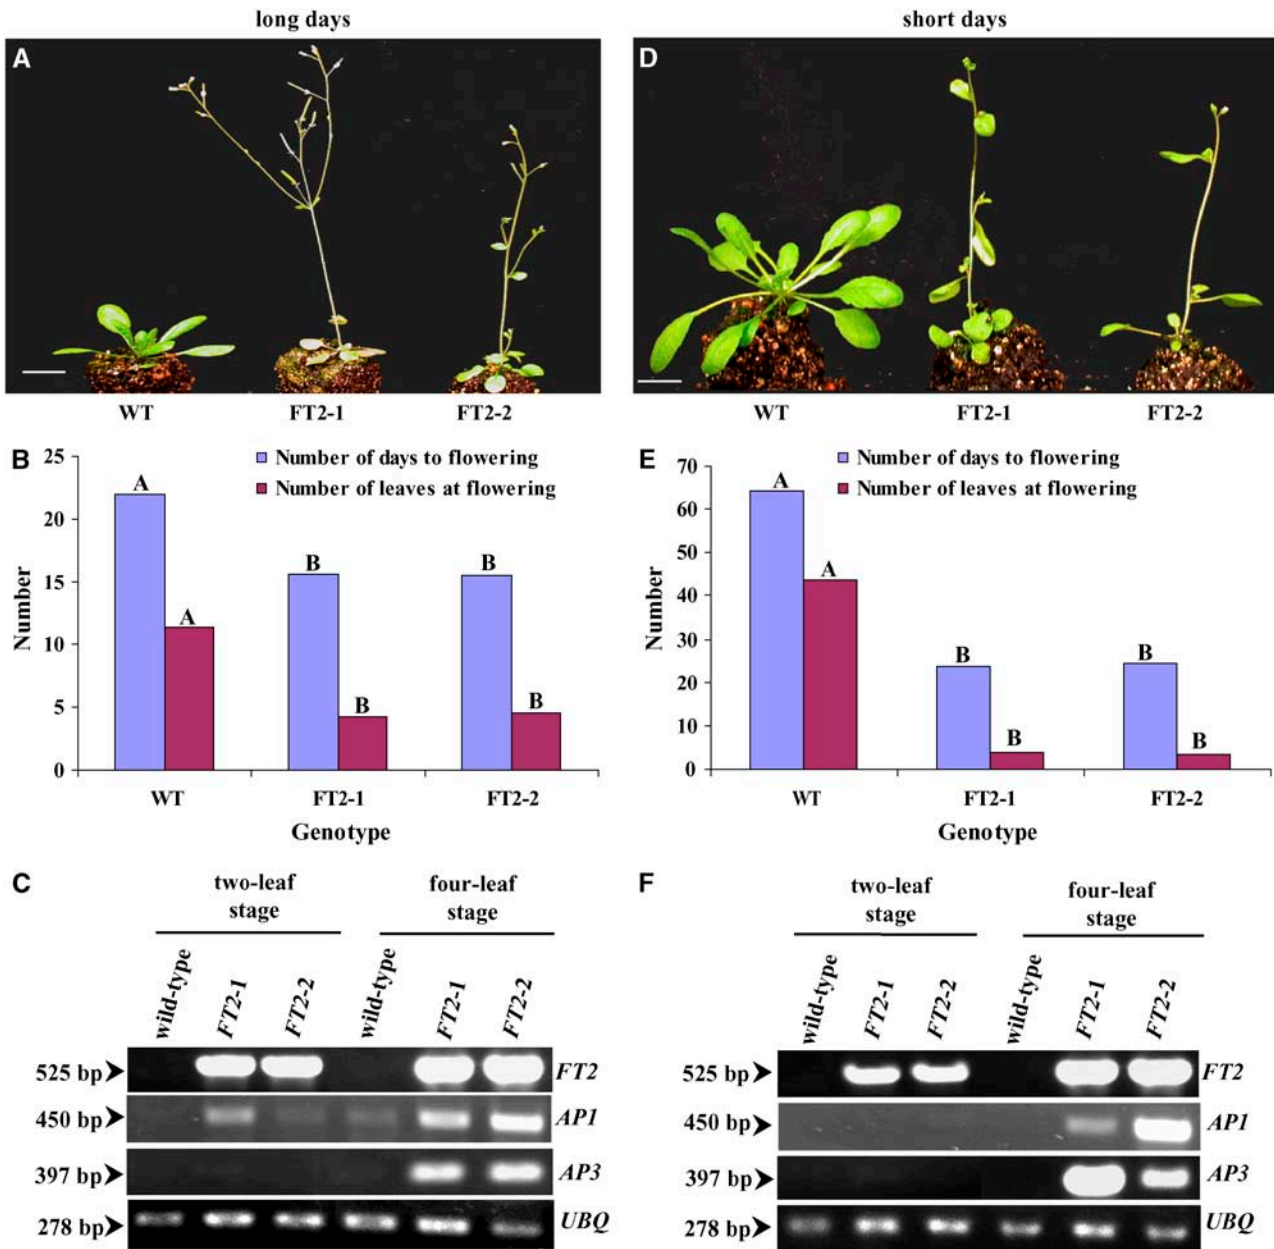 long days
short days
A
D
WT
FT2-1
FT2-2
WT
FT2-1
FT2-2
B
Number of days to flowering
Number of leaves at flowering
25
20
15
10
5
0
Number
A
A
B
B
B
B
WT
FT2-1
FT2-2
Genotype
E
Number of days to flowering
Number of leaves at flowering
70
60
50
40
30
20
10
0
Number
A
A
B
B
B
B
WT
FT2-1
FT2-2
Genotype
C
two-leaf
stage
four-leaf
stage
wild-type
FT2-1
FT2-2
wild-type
FT2-1
FT2-2
525 bp
FT2
450 bp
AP1
397 bp
AP3
278 bp
UBQ
F
two-leaf
stage
four-leaf
stage
wild-type
FT2-1
FT2-2
wild-type
FT2-1
FT2-2
525 bp
FT2
450 bp
AP1
397 bp
AP3
278 bp
UBQ